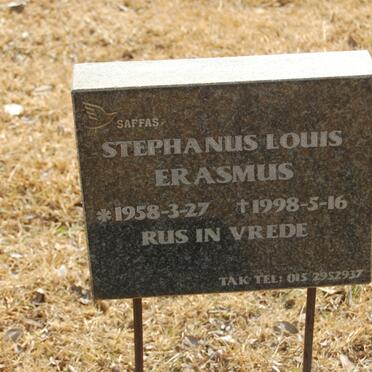 SAFFAS
STEPHANUS LOUIS
ERASMUS
*1958-3-27 †1998-5-16
RUS IN VREDE
TAK TEL: 015 2952937